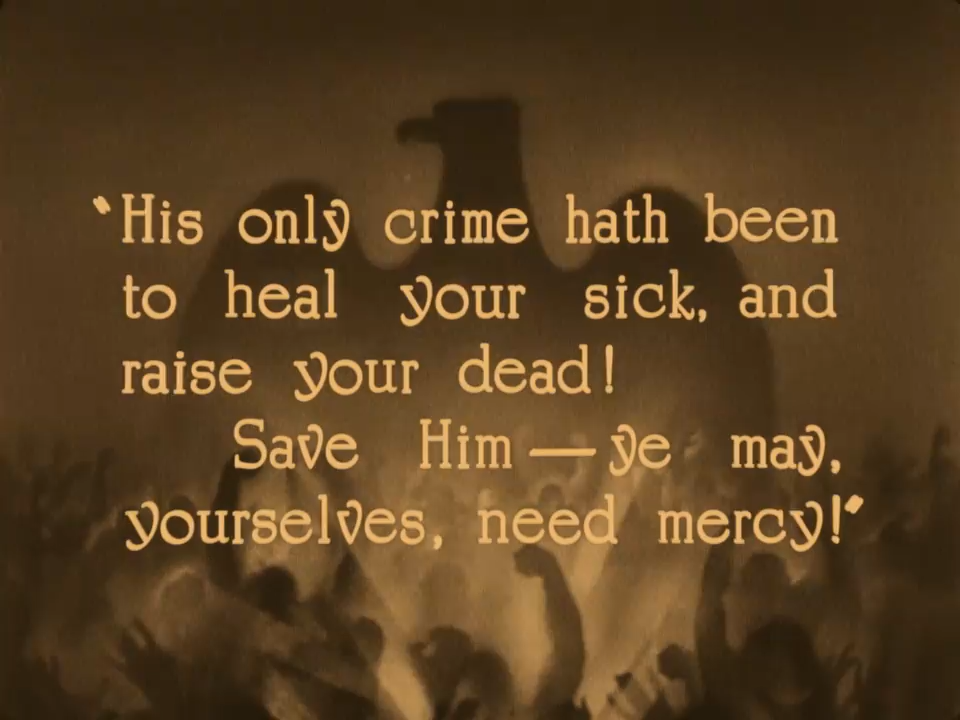 "His only crime hath been
to heal your sick, and
raise your dead!
Save Him — ye may,
yourselves, need mercy!"